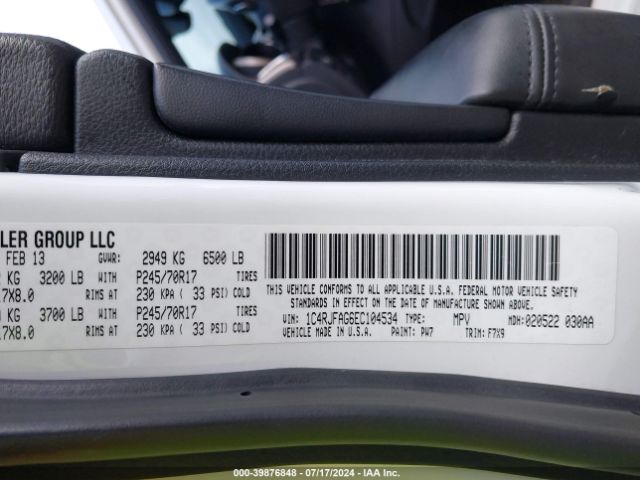 LER GROUP LLC
FEB 13 GVWR: 2949 KG 6500 LB
KG 3200 LB WITH P245/70R17 TIRES
7X8.0 RIMS AT 230 KPA ( 33 PSI) COLD
KG 3700 LB WITH P245/70R17 TIRES
7X8.0 RIMS AT 230 KPA ( 33 PSI) COLD
THIS VEHICLE CONFORMS TO ALL APPLICABLE U.S.A. FEDERAL MOTOR VEHICLE SAFETY
STANDARDS IN EFFECT ON THE DATE OF MANUFACTURE SHOWN ABOVE.
VIN: 1C4RJFAG6EC104534 TYPE: MPV MDH: 020522 030AA
VEHICLE MADE IN U.S.A. PAINT: PW7 TRIM: F7X9
000-39876848 - 07/17/2024 - IAA Inc.